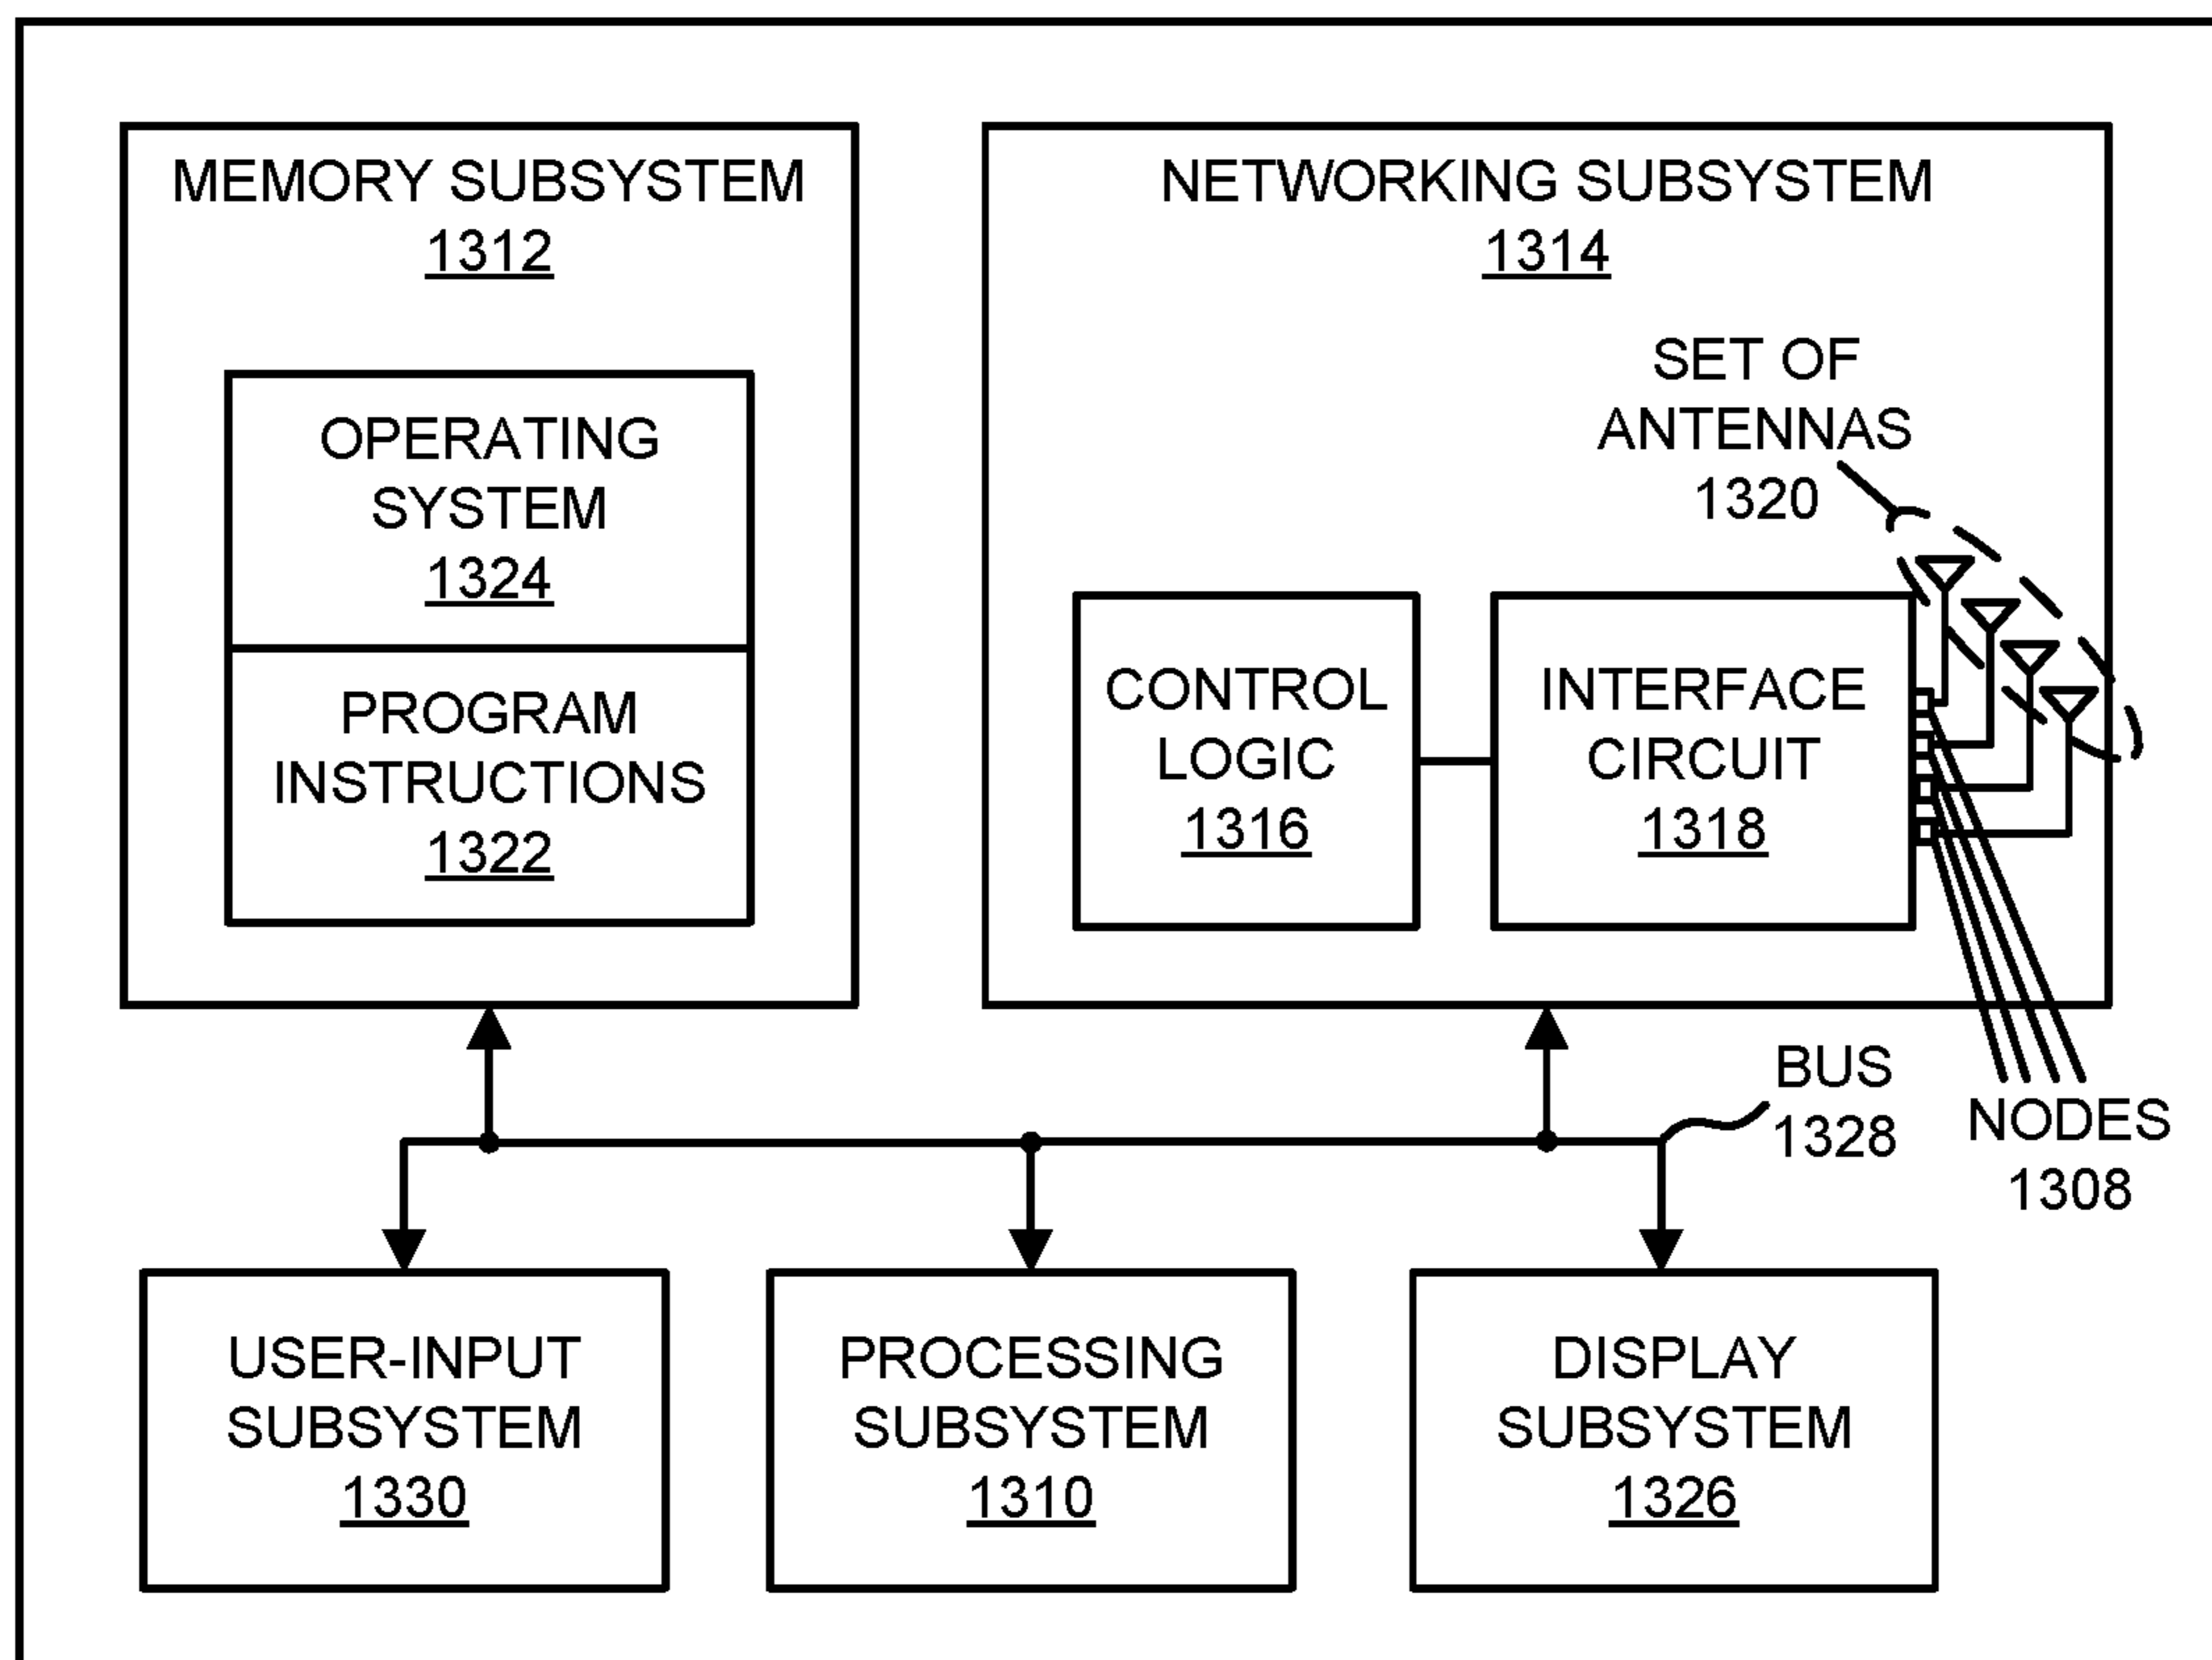 MEMORY SUBSYSTEM
1312
OPERATING
SYSTEM
1324
PROGRAM
INSTRUCTIONS
1322
NETWORKING SUBSYSTEM
1314
SET OF
ANTENNAS
1320
CONTROL
LOGIC
1316
INTERFACE
CIRCUIT
1318
BUS
1328
NODES
1308
USER-INPUT
SUBSYSTEM
1330
PROCESSING
SUBSYSTEM
1310
DISPLAY
SUBSYSTEM
1326